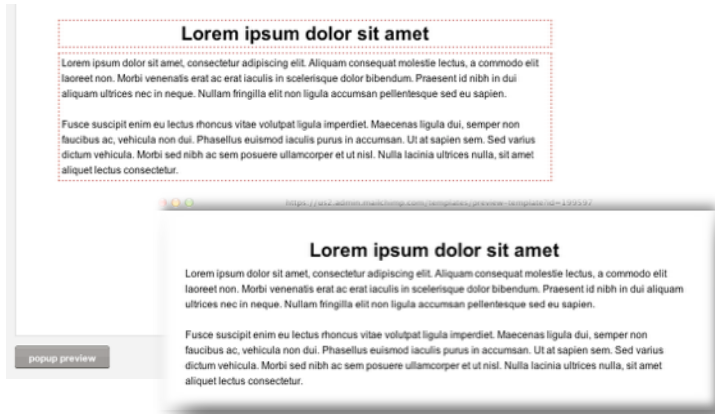 Lorem ipsum dolor sit amet
Lorem ipsum dolor sit amet, consectetur adipiscing elit. Aliquam consequat molestie lectus, a commodo elit
laoreet non. Morbi venenatis erat ac erat iaculis in scelerisque dolor bibendum. Praesent id nibh in dui
aliquam ultrices nec in neque. Nullam fringilla elit non ligula accumsan pellentesque sed eu sapien.
Fusce suscipit enim eu lectus rhoncus vitae volutpat ligula imperdiet. Maecenas ligula dui, semper non
faucibus ac, vehicula non dui. Phasellus euismod iaculis purus in accumsan. Ut at sapien sem. Sed varius
dictum vehicula. Morbi sed nibh ac sem posuere ullamcorper et ut nisl. Nulla lacinia ultrices nulla, sit amet
aliquet lectus consectetur.
https://us2.admin.mailchimp.com/templates/preview-template?id=199597
Lorem ipsum dolor sit amet
Lorem ipsum dolor sit amet, consectetur adipiscing elit. Aliquam consequat molestie lectus, a commodo elit
laoreet non. Morbi venenatis erat ac erat iaculis in scelerisque dolor bibendum. Praesent id nibh in dui aliquam
ultrices nec in neque. Nullam fringilla elit non ligula accumsan pellentesque sed eu sapien.
Fusce suscipit enim eu lectus rhoncus vitae volutpat ligula imperdiet. Maecenas ligula dui, semper non
faucibus ac, vehicula non dui. Phasellus euismod iaculis purus in accumsan. Ut at sapien sem. Sed varius
dictum vehicula. Morbi sed nibh ac sem posuere ullamcorper et ut nisl. Nulla lacinia ultrices nulla, sit amet
aliquet lectus consectetur.
popup preview